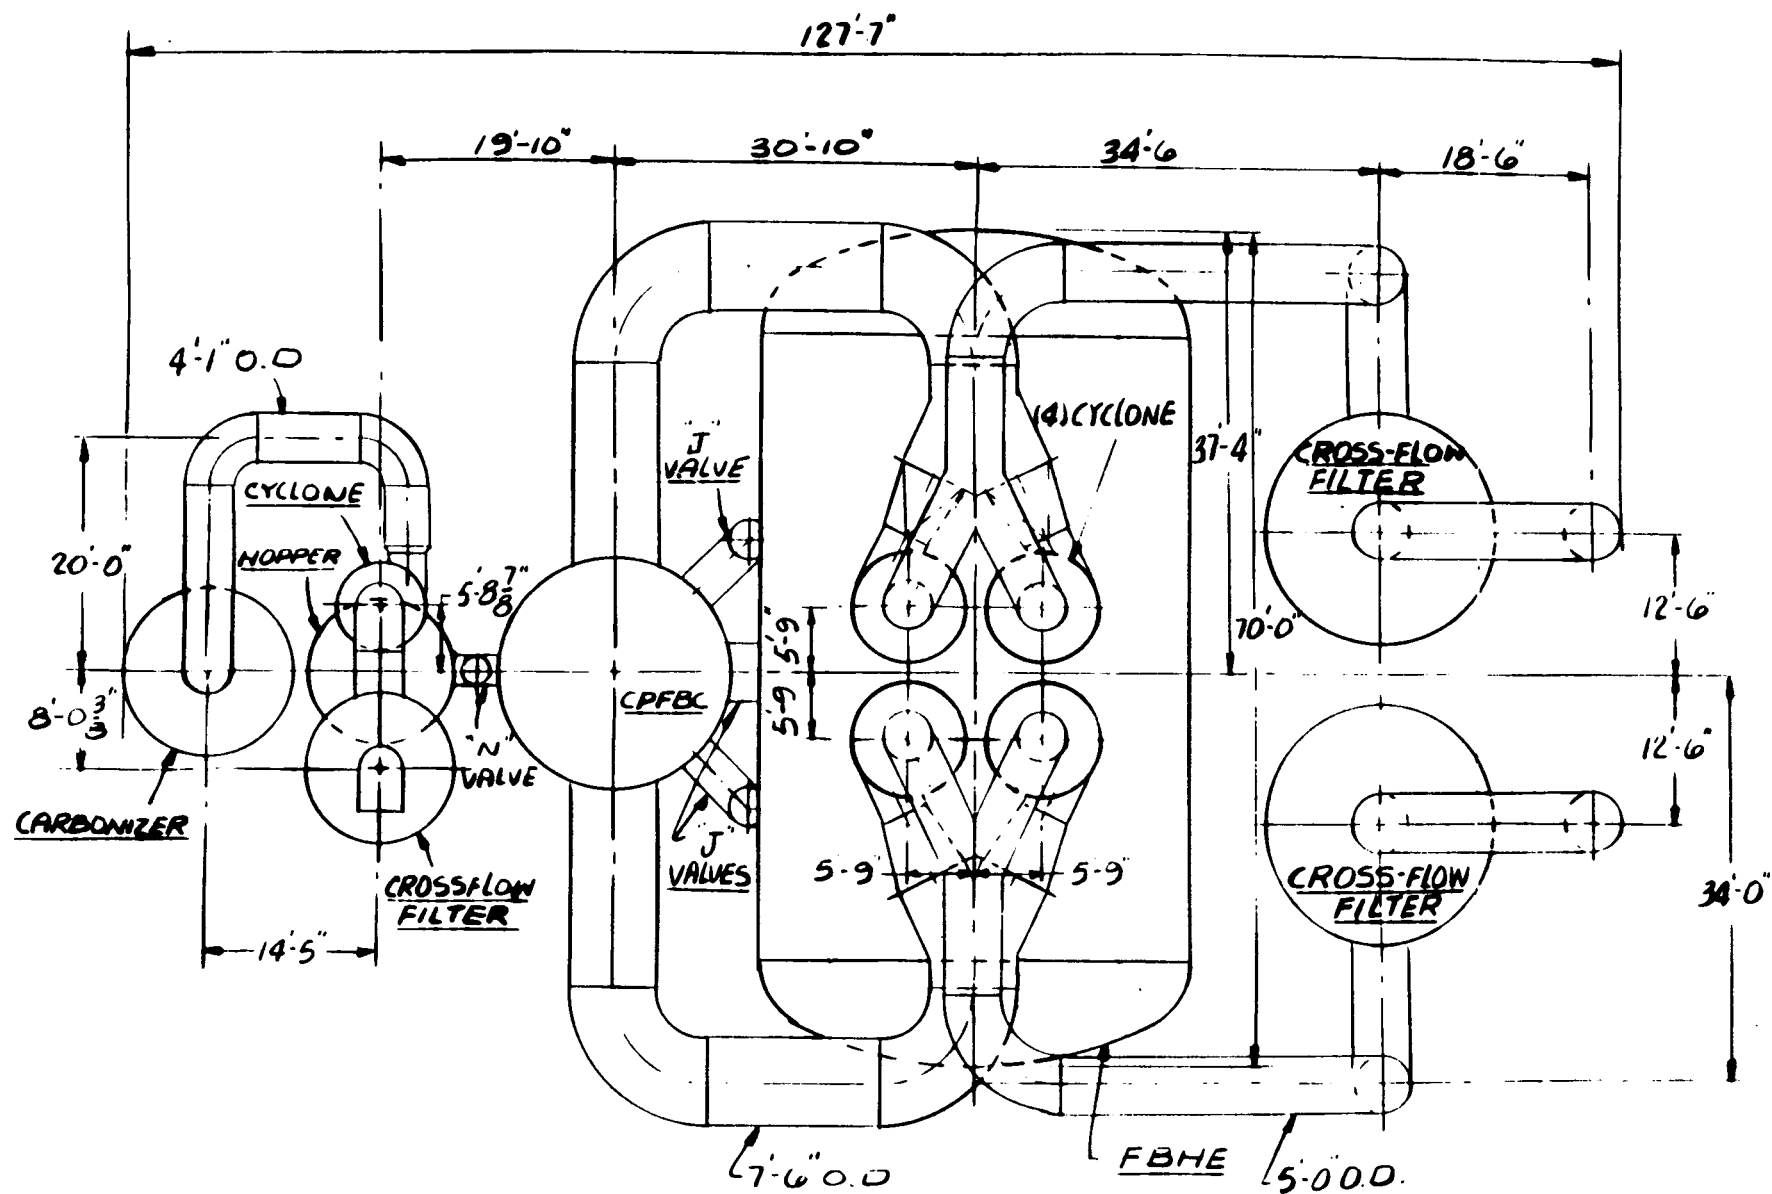 127'-7"
19'-10"
30'-10"
34'-6
18'-6"
4'-1" O.D
"J"
VALVE
(4) CYCLONE
37'-4"
CROSS-FLOW
FILTER
CYCLONE
HOPPER
20'-0"
5'-8 7/8"
5'-9"
70'-0"
12'-6"
CPFBC
8'-0
5'-9
"N"
VALVE
12'-6"
CARBONIZER
"J"
VALVES
5-9
5-9"
CROSS-FLOW
FILTER
34'-0"
CROSSFLOW
FILTER
14'-5"
7'-6" O.D
FBHE
5'-0" O.D.